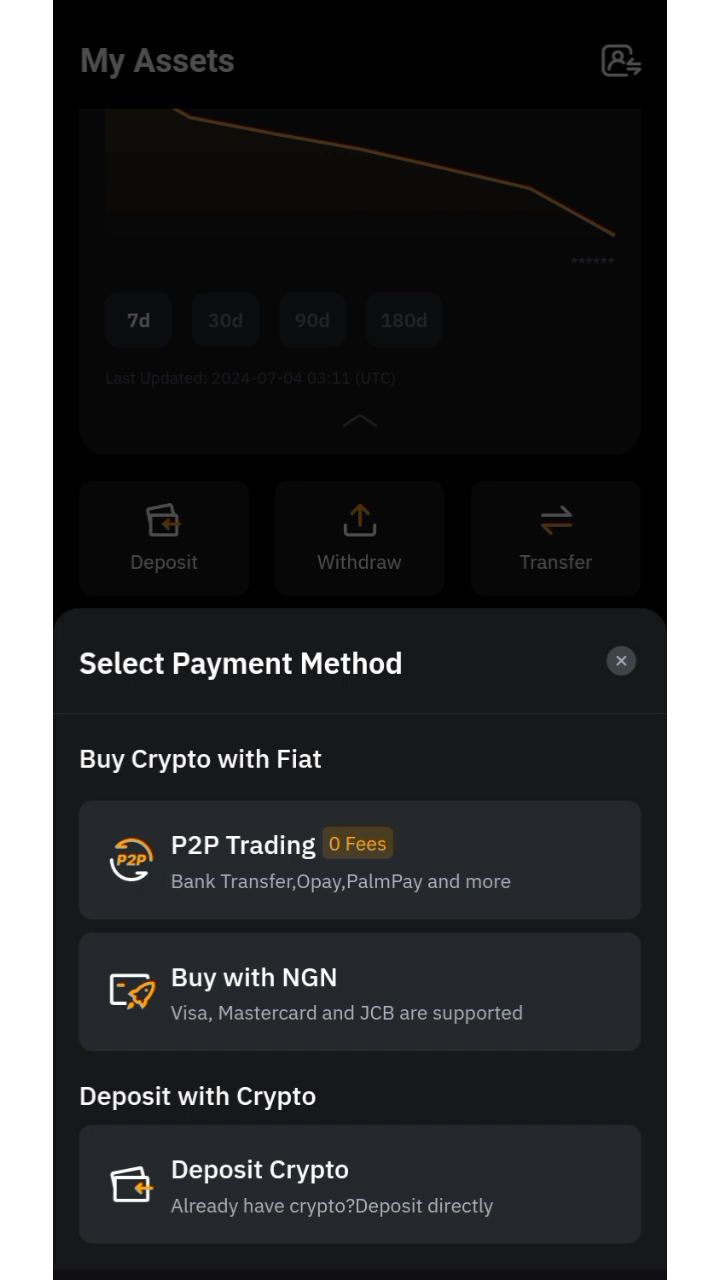 My Assets
******
7d
30d
90d
180d
Last Updated: 2024-07-04 03:11 (UTC)
Deposit
Withdraw
Transfer
Select Payment Method
Buy Crypto with Fiat
P2P
P2P Trading 0 Fees
Bank Transfer,Opay,PalmPay and more
Buy with NGN
Visa, Mastercard and JCB are supported
Deposit with Crypto
Deposit Crypto
Already have crypto?Deposit directly